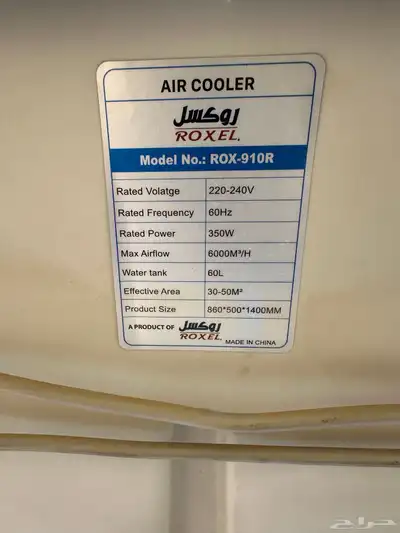 AIR COOLER
روكسل
ROXEL.
Model No.: ROX-910R
Rated Volatge 220-240V
Rated Frequency 60Hz
Rated Power 350W
Max Airflow 6000M³/H
Water tank 60L
Effective Area 30-50M²
Product Size 860*500*1400MM
A PRODUCT OF روكسل ROXEL.
MADE IN CHINA
حراج